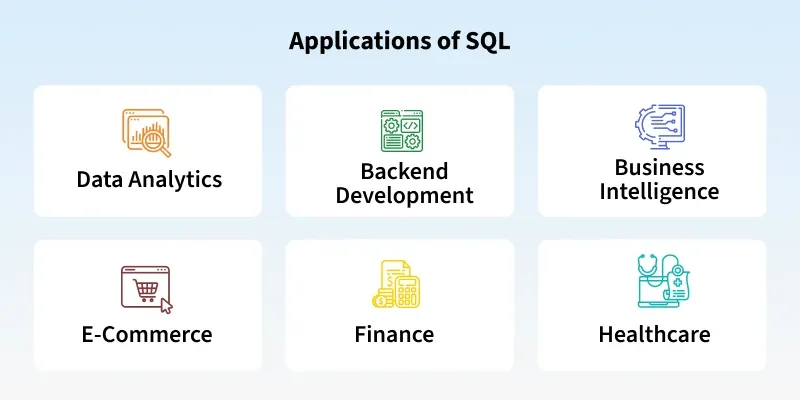 Applications of SQL
Data Analytics
Backend
Development
Business
Intelligence
E-Commerce
Finance
Healthcare